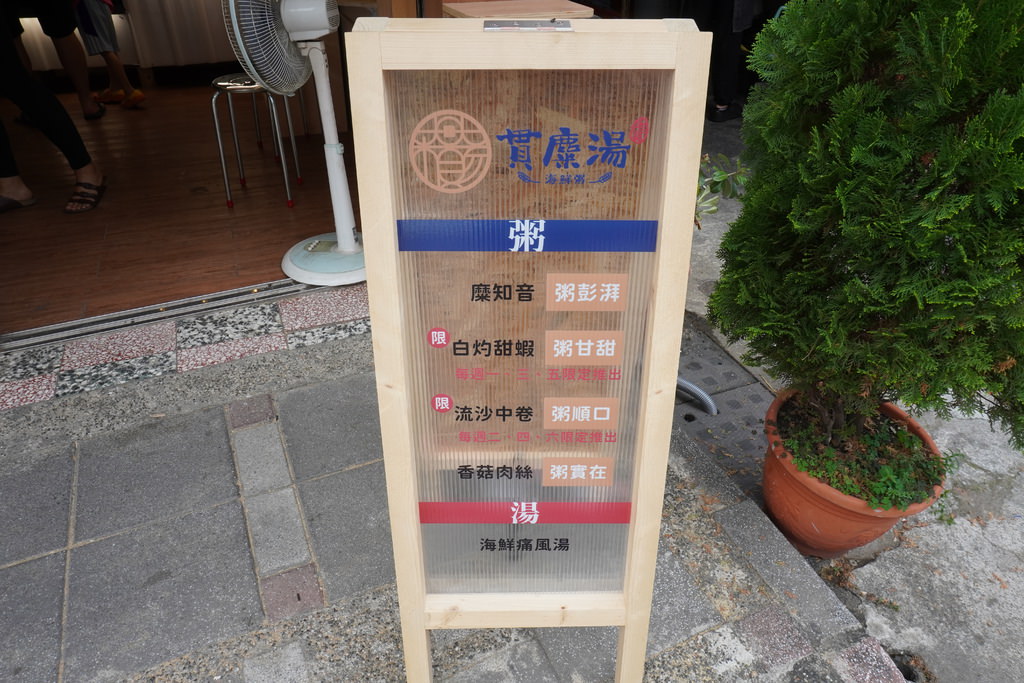 貫糜湯
海鮮粥
粥
糜知音 粥彭湃
限 白灼甜蝦 粥甘甜
每週一、三、五限定推出
限 流沙中卷 粥順口
每週二、四、六限定推出
香菇肉絲 粥實在
湯
海鮮痛風湯